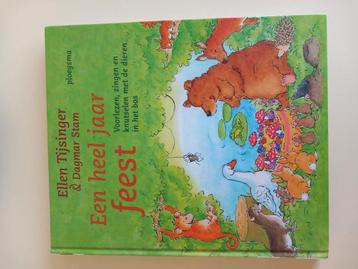 Ellen Tijsinger
& Dagmar Stam
ploegsma
Een heel jaar
feest
Voorlezen, zingen en
knutselen met de dieren
in het bos